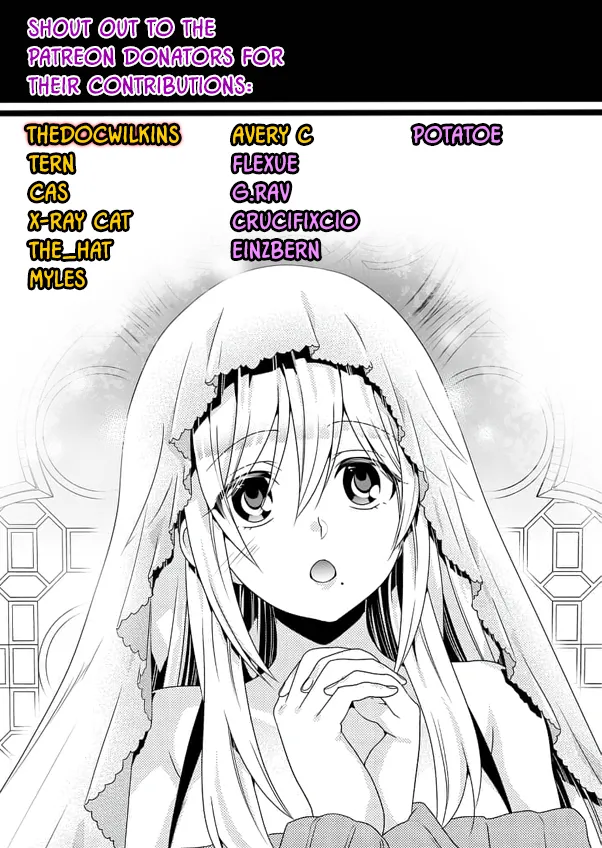 SHOUT OUT TO THE
PATREON DONATORS FOR
THEIR CONTRIBUTIONS:
THEDOCWILKINS
TERN
CAS
X-RAY CAT
THE_HAT
MYLES
AVERY C
FLEXUE
G.RAV
CRUCIFIXCIO
EINZBERN
POTATOE